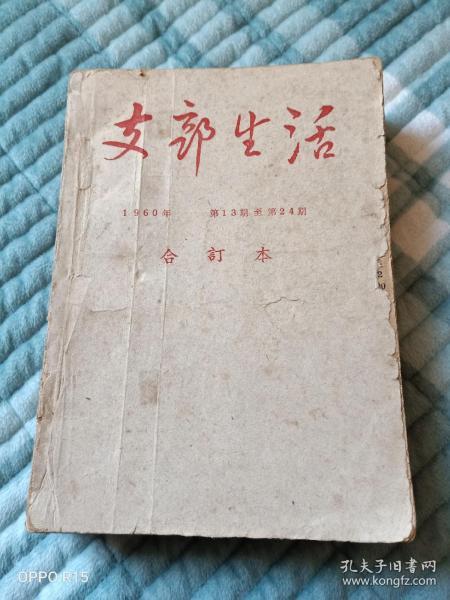 支部生活
1960年 第13期至第24期
合訂本
OPPO R15
孔夫子旧书网
www.kongfz.com